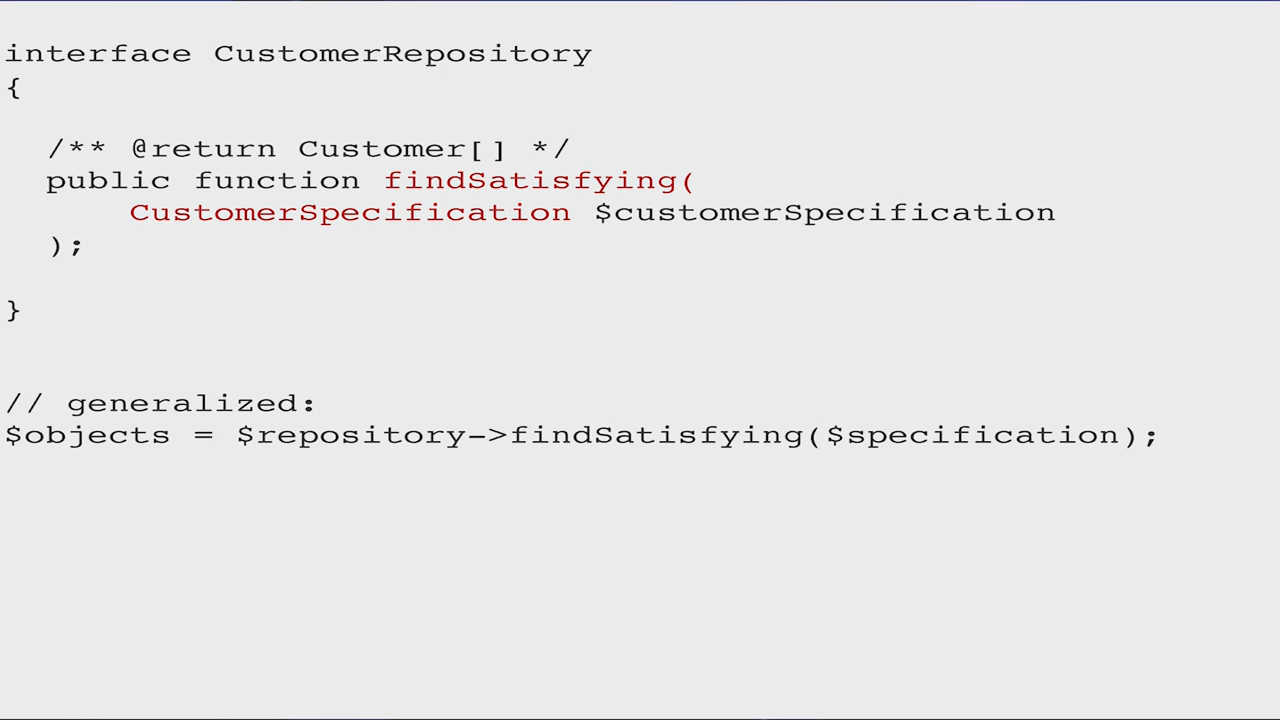 interface CustomerRepository
{
/** @return Customer[] */
public function findSatisfying(
CustomerSpecification $customerSpecification
);
}
// generalized:
$objects = $repository->findSatisfying($specification);